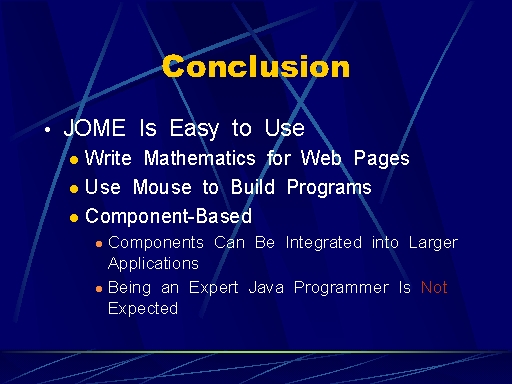 Conclusion
• JOME Is Easy to Use
● Write Mathematics for Web Pages
● Use Mouse to Build Programs
● Component-Based
● Components Can Be Integrated into Larger
Applications
● Being an Expert Java Programmer Is Not
Expected